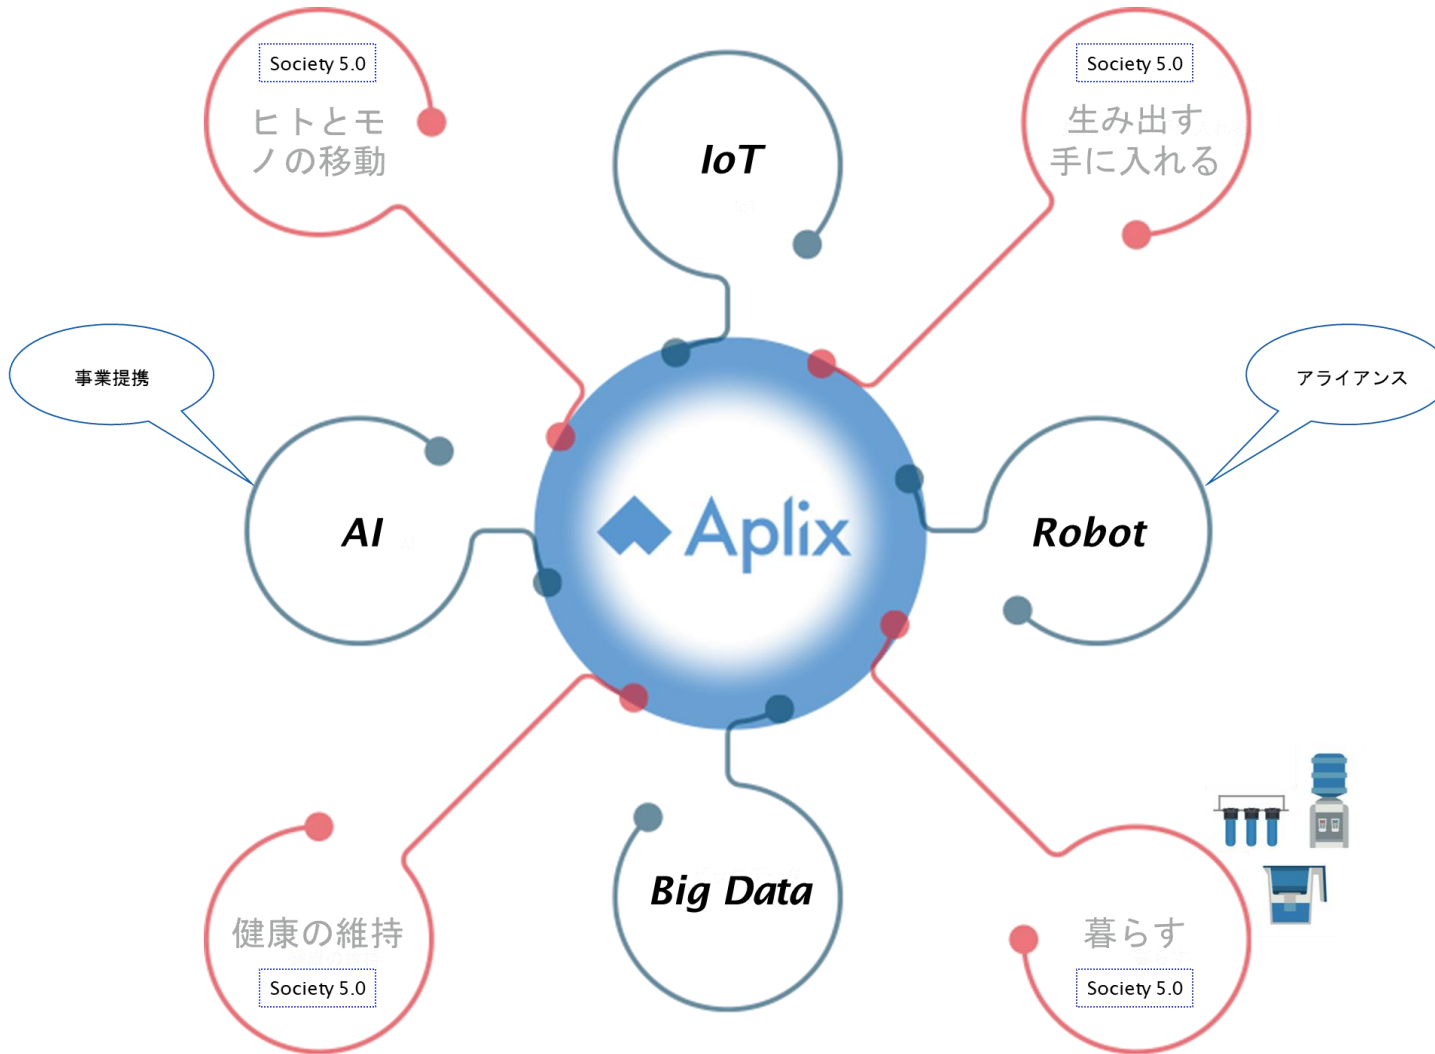 Society 5.0
ヒトとモ
ノの移動
IoT
Society 5.0
生み出す
手に入れる
事業提携
アライアンス
AI
Aplix
Robot
健康の維持
Society 5.0
Big Data
暮らす
Society 5.0